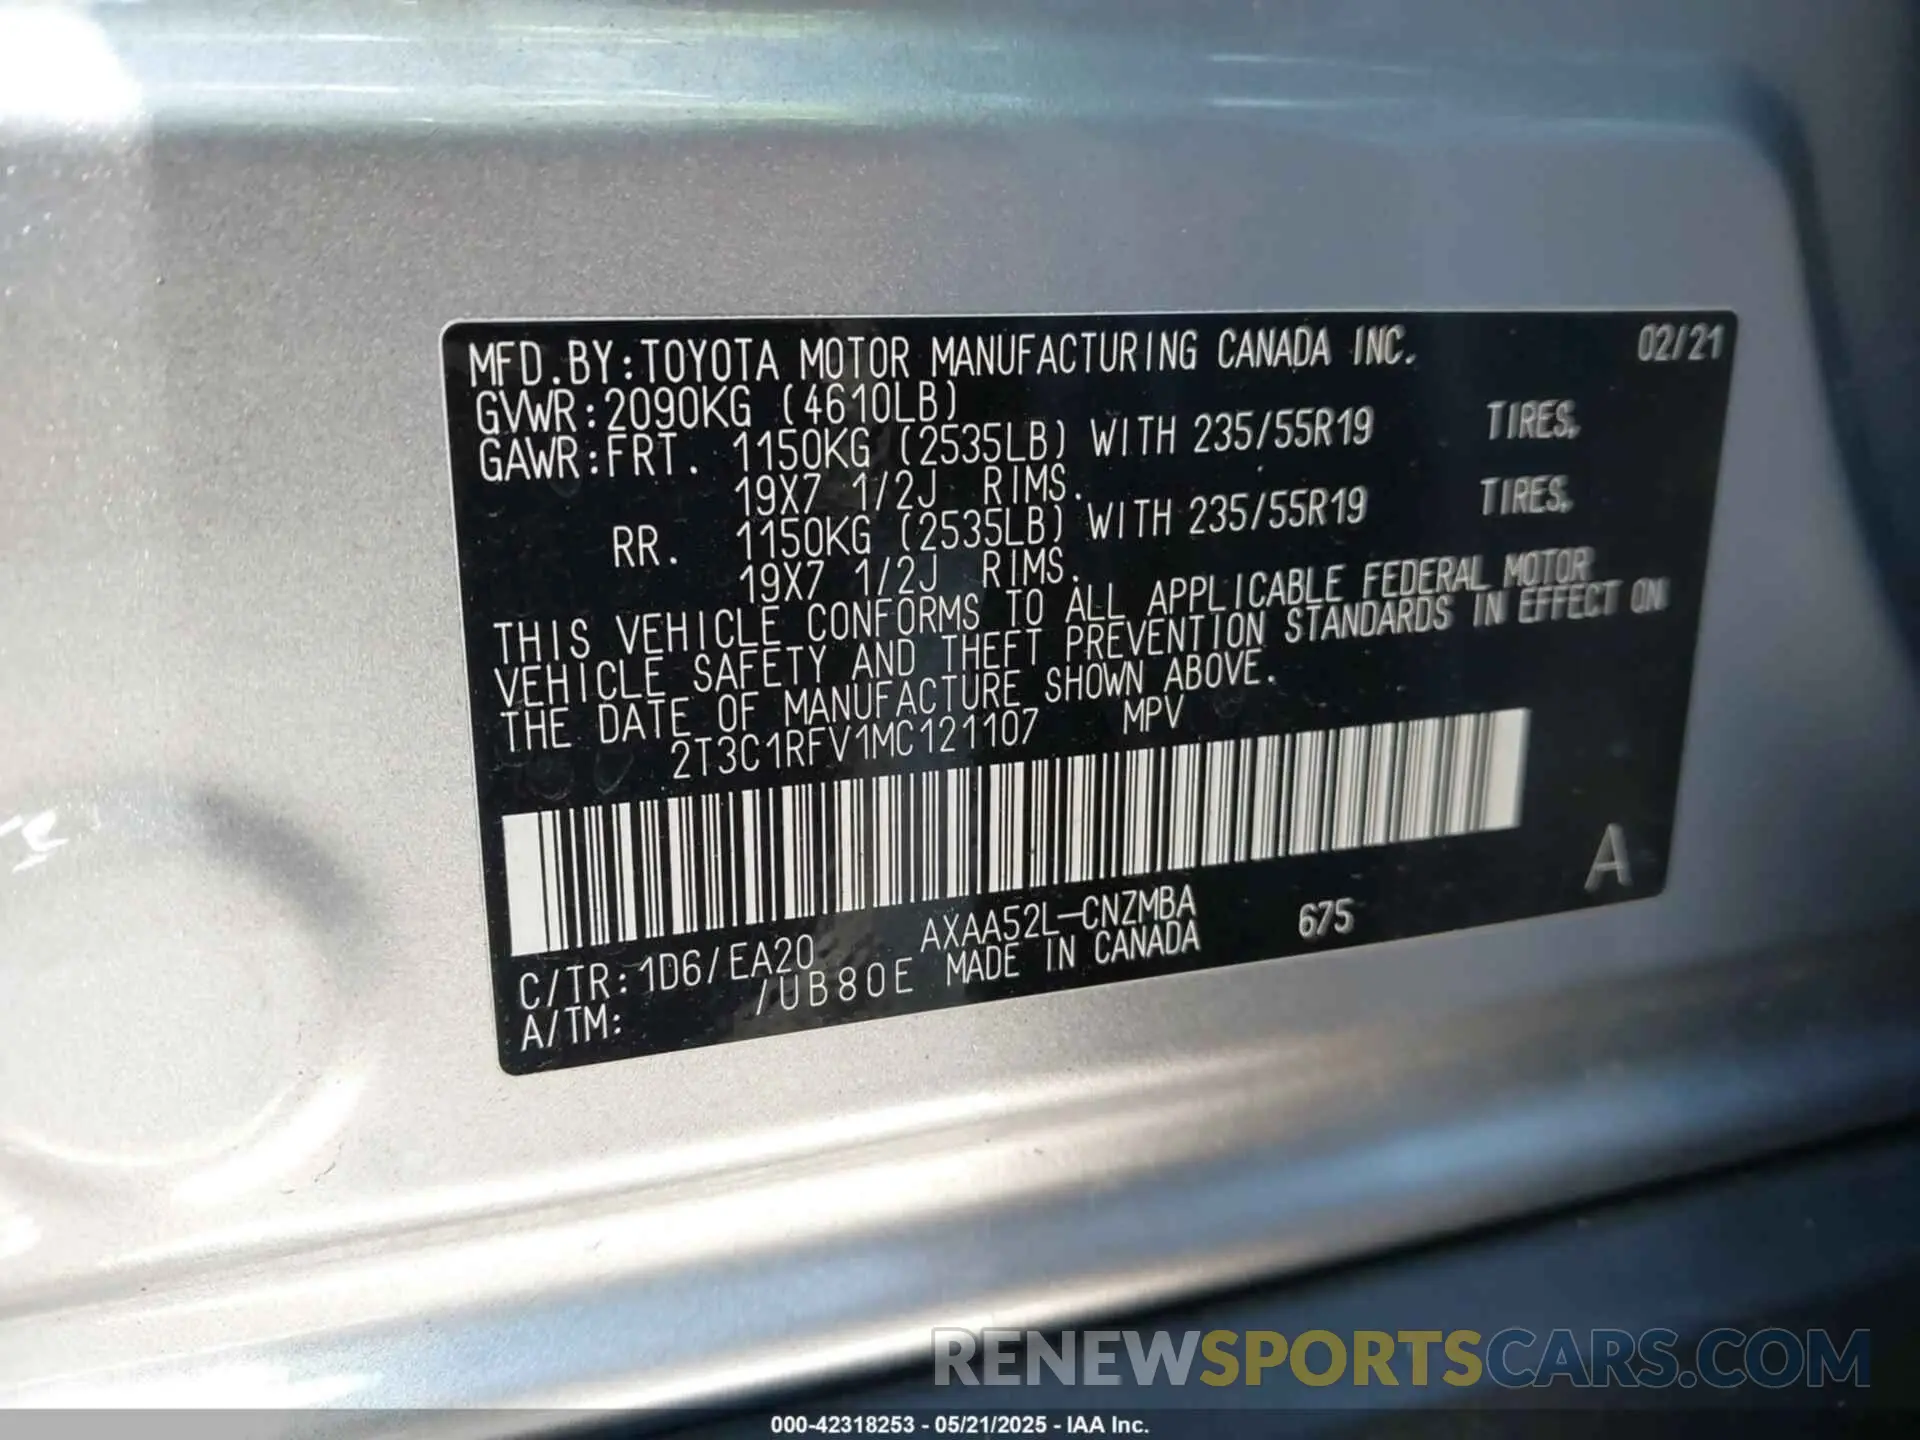 MFD.BY:TOYOTA MOTOR MANUFACTURING CANADA INC. 02/21
GVWR:2090KG (4610LB)
GAWR:FRT. 1150KG (2535LB) WITH 235/55R19 TIRES,
19X7 1/2J RIMS.
RR. 1150KG (2535LB) WITH 235/55R19 TIRES,
19X7 1/2J RIMS.
THIS VEHICLE CONFORMS TO ALL APPLICABLE FEDERAL MOTOR
VEHICLE SAFETY AND THEFT PREVENTION STANDARDS IN EFFECT ON
THE DATE OF MANUFACTURE SHOWN ABOVE.
2T3C1RFV1MC121107 MPV
A
C/TR:1D6/EA20 AXAA52L-CNZMBA 675
A/TM: /UB80E MADE IN CANADA
RENEWSPORTSCARS.COM
000-42318253 - 05/21/2025 - IAA Inc.